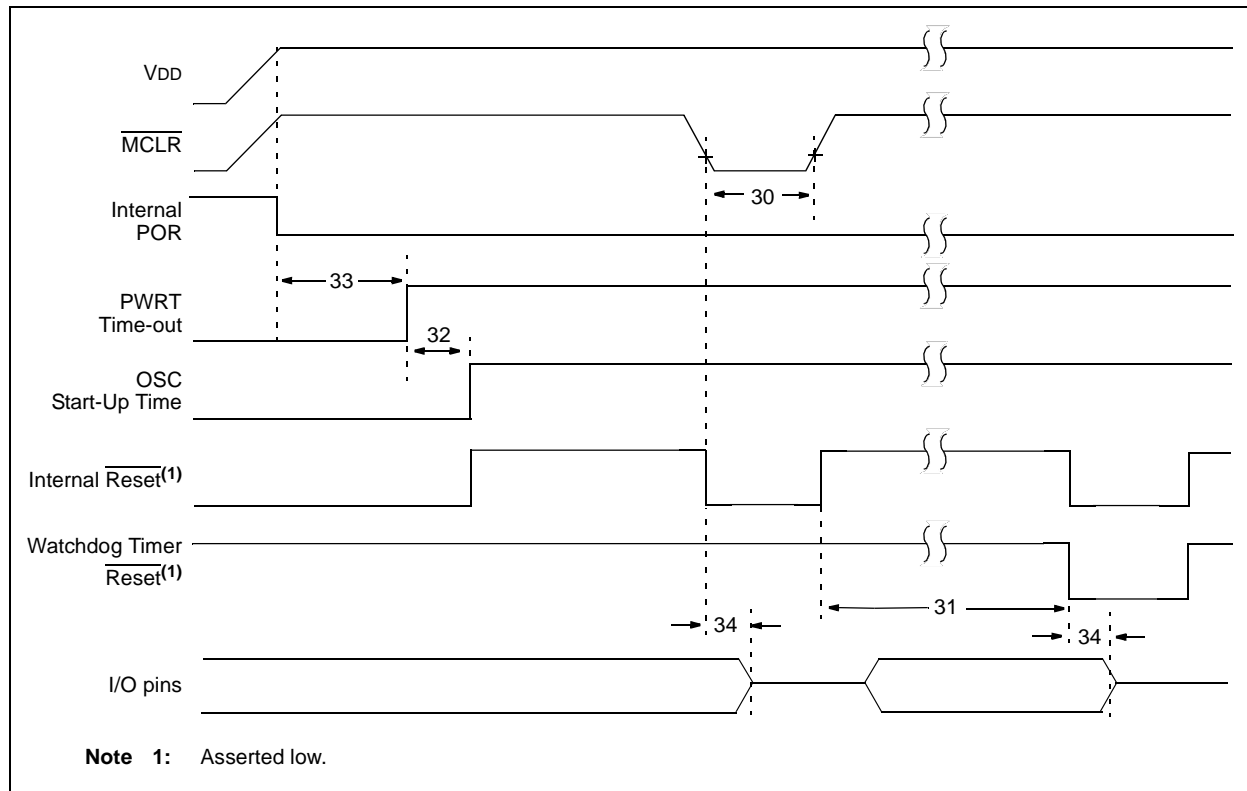 VDD
MCLR
30
Internal
POR
33
PWRT
Time-out
32
OSC
Start-Up Time
Internal Reset(1)
Watchdog Timer
Reset(1)
31
34
34
I/O pins
Note 1: Asserted low.